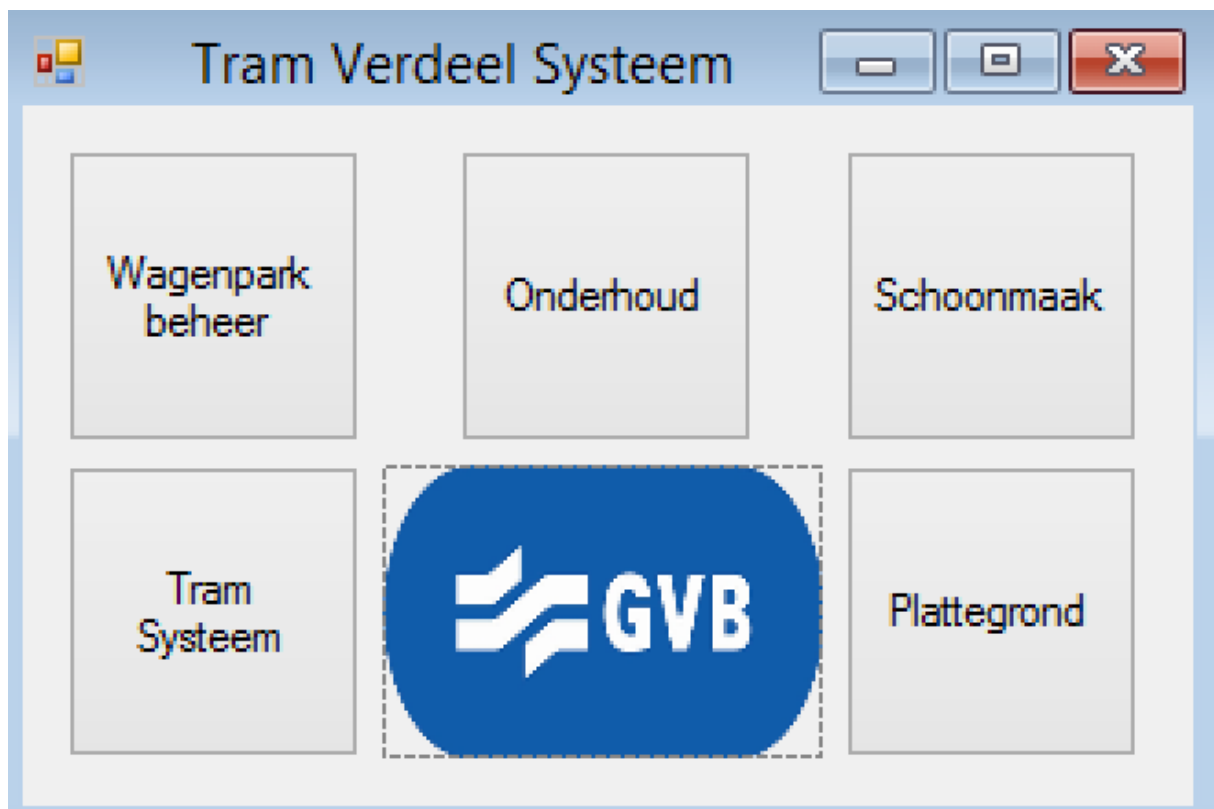 Tram Verdeel Systeem
Wagenpark
beheer
Onderhoud
Schoonmaak
Tram
Systeem
GVB
Plattegrond